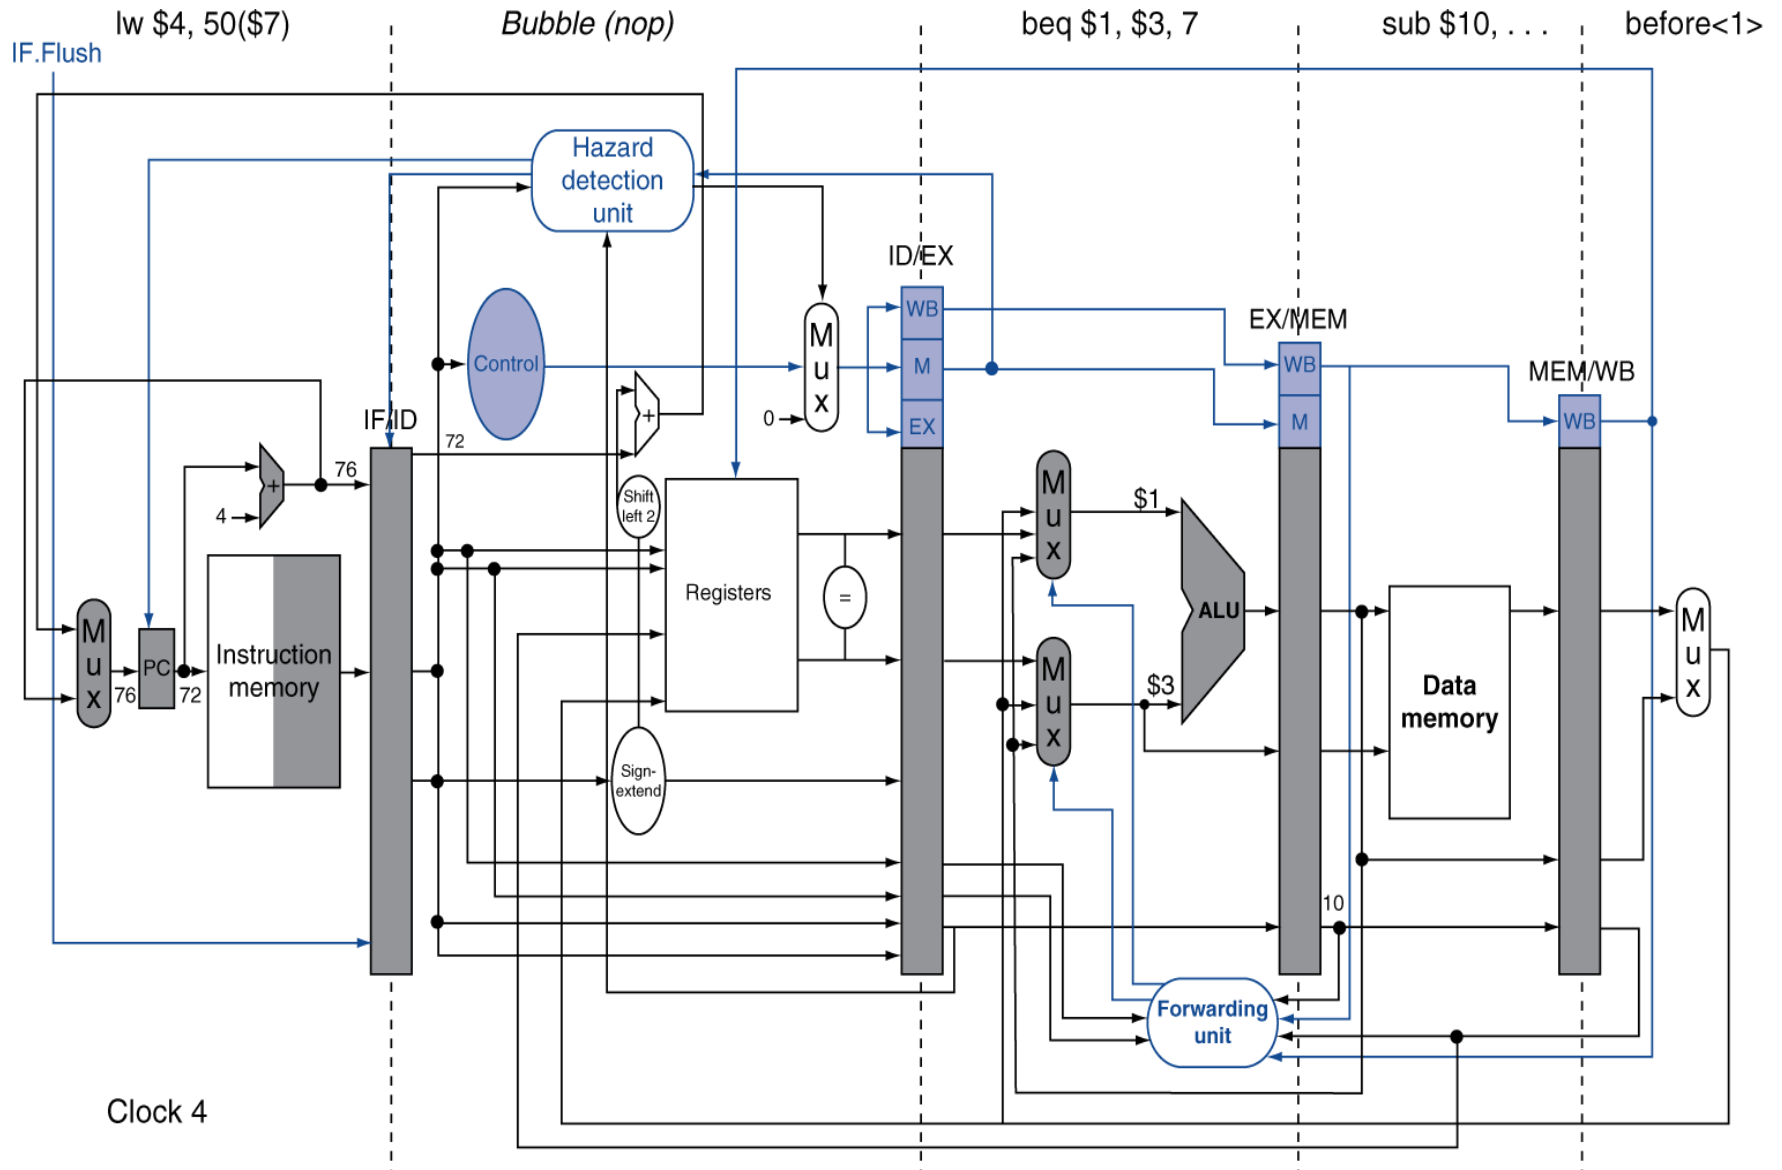 lw $4, 50($7)
Bubble (nop)
beq $1, $3, 7
sub $10, . . .
before<1>
IF.Flush
Hazard
detection
unit
ID/EX
EX/MEM
MEM/WB
IF/ID
Control
M
u
x
0
WB
M
EX
WB
M
WB
+
72
76
+
4
Shift
left 2
M
u
x
76
PC
72
Instruction
memory
Registers
=
Sign-
extend
M
u
x
$1
M
u
x
$3
ALU
Data
memory
M
u
x
10
Forwarding
unit
Clock 4